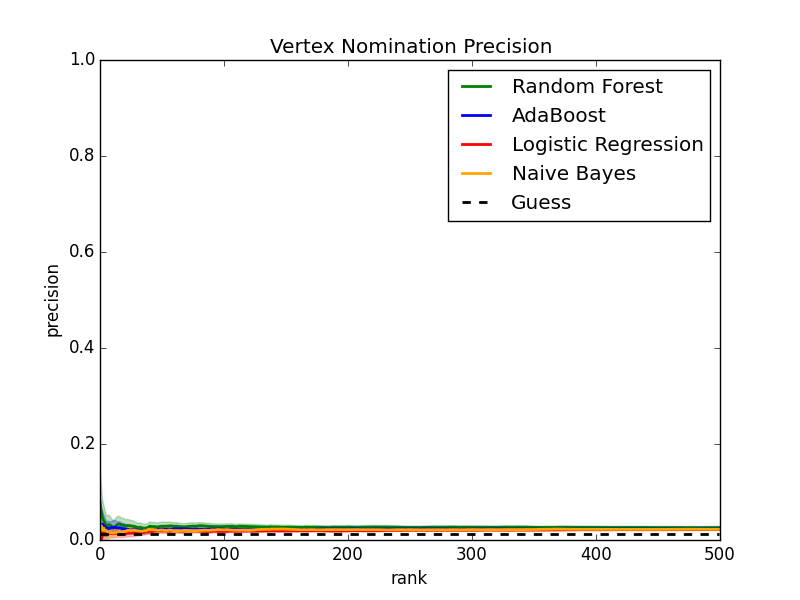 Vertex Nomination Precision
1.0
0.8
0.6
0.4
0.2
0.0
precision
Random Forest
AdaBoost
Logistic Regression
Naive Bayes
Guess
0 100 200 300 400 500
rank